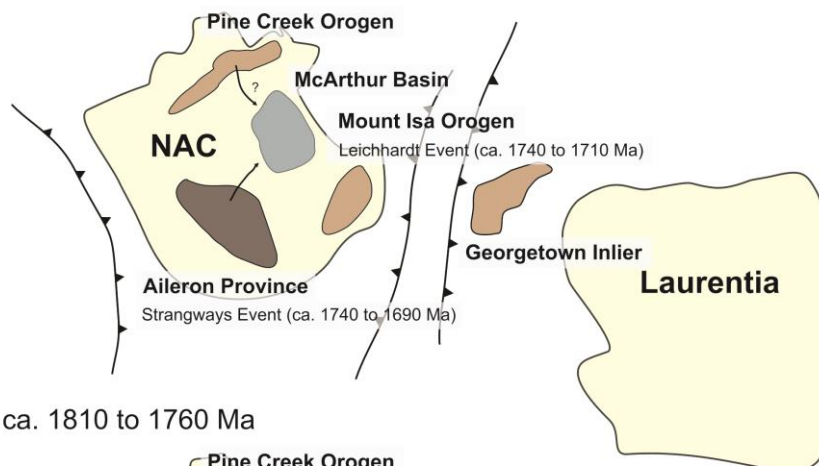 Pine Creek Orogen
?
McArthur Basin
NAC
Mount Isa Orogen
Leichhardt Event (ca. 1740 to 1710 Ma)
Georgetown Inlier
Laurentia
Aileron Province
Strangways Event (ca. 1740 to 1690 Ma)
ca. 1810 to 1760 Ma
Pine Creek Orogen